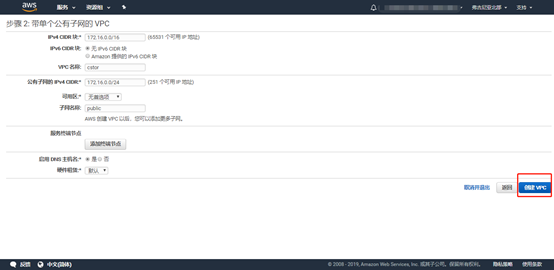 aws 服务 资源组 弗吉尼亚北部 支持
步骤 2: 带单个公有子网的 VPC
IPv4 CIDR 块:* 172.16.0.0/16 (65531 个可用 IP 地址)
IPv6 CIDR 块: 无 IPv6 CIDR 块
Amazon 提供的 IPv6 CIDR 块
VPC 名称:
公有子网的 IPv4 CIDR:* 172.16.0.0/24 (251 个可用 IP 地址)
可用区:* 无首选项
子网名称: public
AWS 创建 VPC 以后，您可以添加更多子网。
服务终端节点
添加终端节点
启用 DNS 主机名:* 是 否
硬件租赁:* 默认
取消并退出 返回 创建 VPC
反馈 中文(简体) © 2008 - 2019, Amazon Web Services, Inc. 或其子公司。保留所有权利。 隐私策略 使用条款